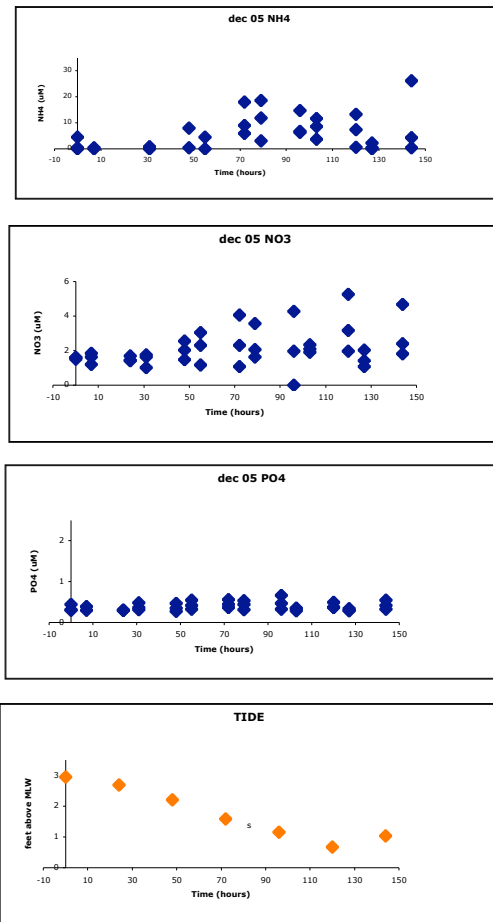 dec 05 NH4
NH4 (uM)
30
20
10
0
-10 10 30 50 70 90 110 130 150
Time (hours)
dec 05 NO3
NO3 (uM)
6
4
2
0
-10 10 30 50 70 90 110 130 150
Time (hours)
dec 05 PO4
PO4 (uM)
2
1
0
-10 10 30 50 70 90 110 130 150
Time (hours)
TIDE
feet above MLW
3
2
1
0
s
-10 10 30 50 70 90 110 130 150
Time (hours)